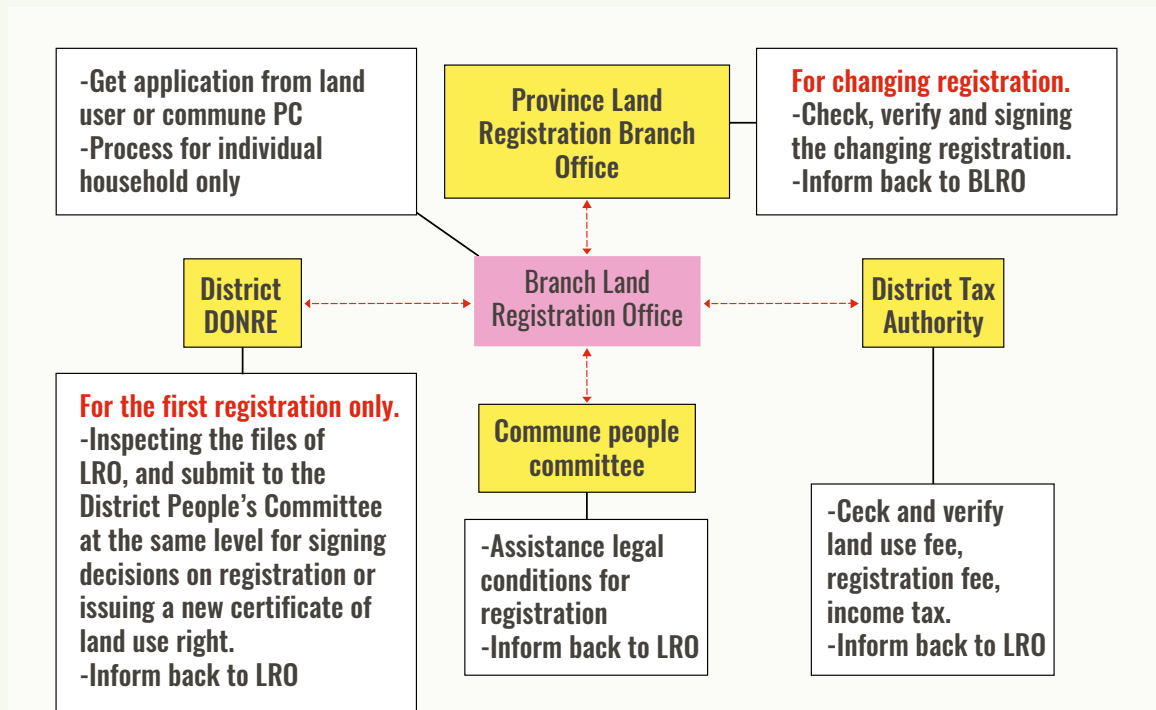 -Get application from land
user or commune PC
-Process for individual
household only
Province Land
Registration Branch
Office
For changing registration.
-Check, verify and signing
the changing registration.
-Inform back to BLRO
District
DONRE
Branch Land
Registration Office
District Tax
Authority
For the first registration only.
-Inspecting the files of
LRO, and submit to the
District People's Committee
at the same level for signing
decisions on registration or
issuing a new certificate of
land use right.
-Inform back to LRO
Commune people
committee
-Assistance legal
conditions for
registration
-Inform back to LRO
-Ceck and verify
land use fee,
registration fee,
income tax.
-Inform back to LRO